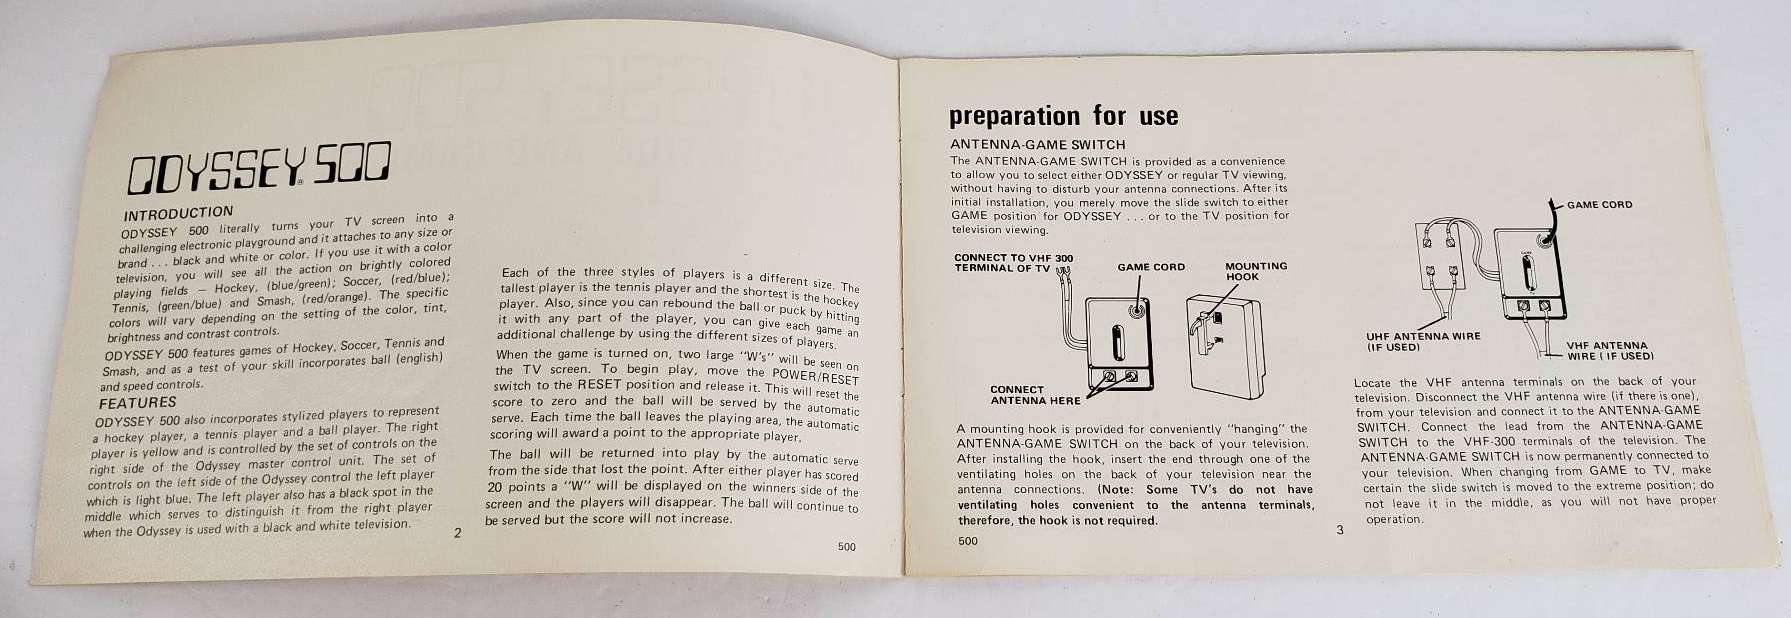 ODYSSEY® 500
INTRODUCTION
ODYSSEY 500 literally turns your TV screen into a
challenging electronic playground and it attaches to any size or
brand . . . black and white or color. If you use it with a color
television, you will see all the action on brightly colored
playing fields — Hockey, (blue/green); Soccer, (red/blue);
Tennis, (green/blue) and Smash, (red/orange). The specific
colors will vary depending on the setting of the color, tint,
brightness and contrast controls.
ODYSSEY 500 features games of Hockey, Soccer, Tennis and
Smash, and as a test of your skill incorporates ball (english)
and speed controls.
FEATURES
ODYSSEY 500 also incorporates stylized players to represent
a hockey player, a tennis player and a ball player. The right
player is yellow and is controlled by the set of controls on the
right side of the Odyssey master control unit. The set of
controls on the left side of the Odyssey control the left player
which is light blue. The left player also has a black spot in the
middle which serves to distinguish it from the right player
when the Odyssey is used with a black and white television.
Each of the three styles of players is a different size. The
tallest player is the tennis player and the shortest is the hockey
player. Also, since you can rebound the ball or puck by hitting
it with any part of the player, you can give each game an
additional challenge by using the different sizes of players.
When the game is turned on, two large "W's" will be seen on
the TV screen. To begin play, move the POWER/RESET
switch to the RESET position and release it. This will reset the
score to zero and the ball will be served by the automatic
serve. Each time the ball leaves the playing area, the automatic
scoring will award a point to the appropriate player.
The ball will be returned into play by the automatic serve
from the side that lost the point. After either player has scored
20 points a "W" will be displayed on the winners side of the
screen and the players will disappear. The ball will continue to
be served but the score will not increase.
2
500
preparation for use
ANTENNA-GAME SWITCH
The ANTENNA-GAME SWITCH is provided as a convenience
to allow you to select either ODYSSEY or regular TV viewing,
without having to disturb your antenna connections. After its
initial installation, you merely move the slide switch to either
GAME position for ODYSSEY . . . or to the TV position for
television viewing.
CONNECT TO VHF 300
TERMINAL OF TV
GAME CORD
MOUNTING
HOOK
CONNECT
ANTENNA HERE
A mounting hook is provided for conveniently "hanging" the
ANTENNA-GAME SWITCH on the back of your television.
After installing the hook, insert the end through one of the
ventilating holes on the back of your television near the
antenna connections. (Note: Some TV's do not have
ventilating holes convenient to the antenna terminals,
therefore, the hook is not required.
500
3
GAME CORD
UHF ANTENNA WIRE
(IF USED)
VHF ANTENNA
WIRE ( IF USED)
Locate the VHF antenna terminals on the back of your
television. Disconnect the VHF antenna wire (if there is one),
from your television and connect it to the ANTENNA-GAME
SWITCH. Connect the lead from the ANTENNA-GAME
SWITCH to the VHF-300 terminals of the television. The
ANTENNA-GAME SWITCH is now permanently connected to
your television. When changing from GAME to TV, make
certain the slide switch is moved to the extreme position; do
not leave it in the middle, as you will not have proper
operation.